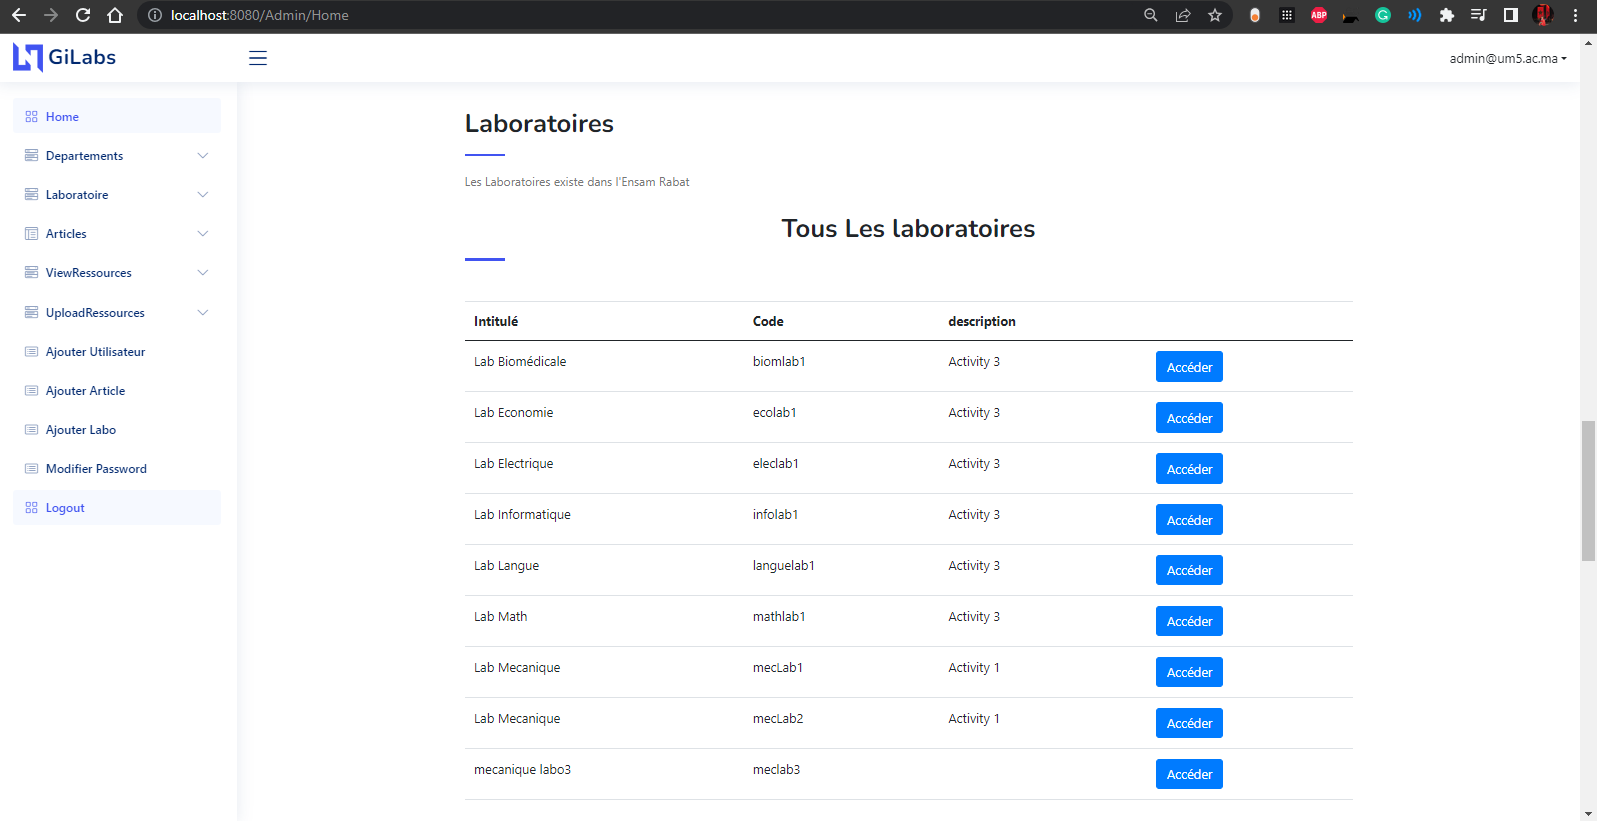 localhost:8080/Admin/Home
ABP
GiLabs
admin@um5.ac.ma
Home
Departements
Laboratoire
Articles
ViewRessources
UploadRessources
Ajouter Utilisateur
Ajouter Article
Ajouter Labo
Modifier Password
Logout
Laboratoires
Les Laboratoires existe dans l'Ensam Rabat
Tous Les laboratoires
Intitulé Code description
Lab Biomédicale biomlab1 Activity 3 Accéder
Lab Economie ecolab1 Activity 3 Accéder
Lab Electrique eleclab1 Activity 3 Accéder
Lab Informatique infolab1 Activity 3 Accéder
Lab Langue languelab1 Activity 3 Accéder
Lab Math mathlab1 Activity 3 Accéder
Lab Mecanique mecLab1 Activity 1 Accéder
Lab Mecanique mecLab2 Activity 1 Accéder
mecanique labo3 meclab3 Accéder